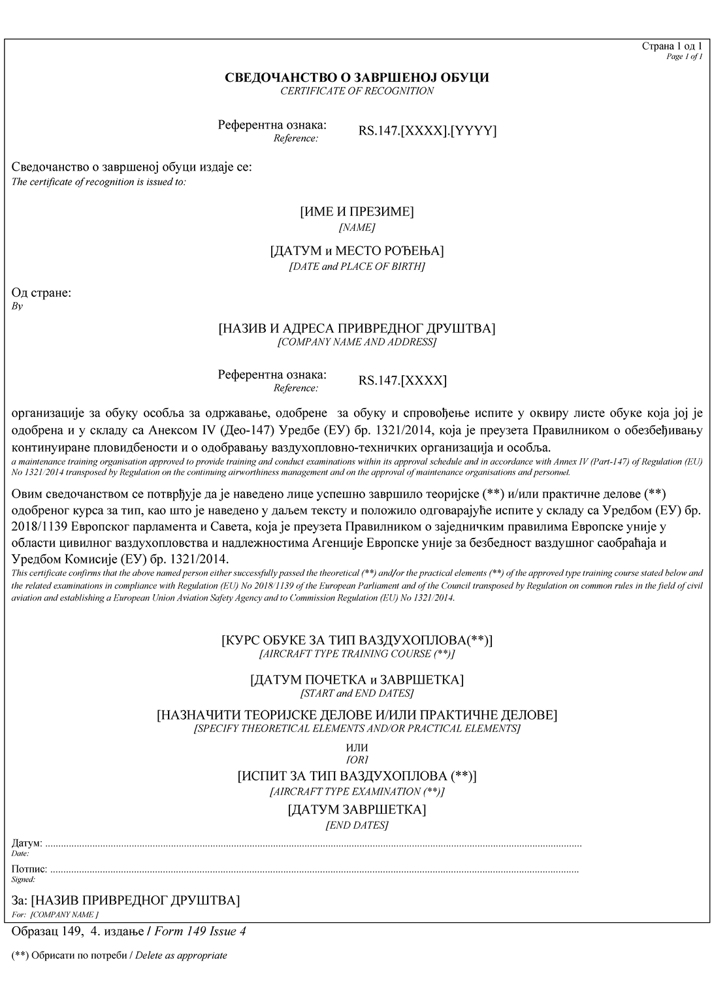 Страна 1 од 1
Page 1 of 1
СВЕДОЧАНСТВО О ЗАВРШЕНОЈ ОБУЦИ
CERTIFICATE OF RECOGNITION
Референтна ознака:
Reference:
RS.147.[XXXX].[YYYY]
Сведочанство о завршеној обуци издаје се:
The certificate of recognition is issued to:
[ИМЕ И ПРЕЗИМЕ]
[NAME]
[ДАТУМ и МЕСТО РОЂЕЊА]
[DATE and PLACE OF BIRTH]
Од стране:
By
[НАЗИВ И АДРЕСА ПРИВРЕДНОГ ДРУШТВА]
[COMPANY NAME AND ADDRESS]
Референтна ознака:
Reference:
RS.147.[XXXX]
организације за обуку особља за одржавање, одобрене  за обуку и спровођење испите у оквиру листе обуке која јој је
одобрена и у складу са Анексом IV (Део-147) Уредбе (ЕУ) бр. 1321/2014, која је преузета Правилником о обезбеђивању
континуиране пловидбености и о одобравању ваздухопловно-техничких организација и особља.
a maintenance training organisation approved to provide training and conduct examinations within its approval schedule and in accordance with Annex IV (Part-147) of Regulation (EU)
No 1321/2014 transposed by Regulation on the continuing airworthiness management and on the approval of maintenance organisations and personnel.
Овим сведочанством се потврђује да је наведено лице успешно завршило теоријске (**) и/или практичне делове (**)
одобреног курса за тип, као што је наведено у даљем тексту и положило одговарајуће испите у складу са Уредбом (ЕУ) бр.
2018/1139 Европског парламента и Савета, која је преузета Правилником о заједничким правилима Европске уније у
области цивилног ваздухопловства и надлежностима Агенције Европске уније за безбедност ваздушног саобраћаја и
Уредбом Комисије (ЕУ) бр. 1321/2014.
This certificate confirms that the above named person either successfully passed the theoretical (**) and/or the practical elements (**) of the approved type training course stated below and
the related examinations in compliance with Regulation (EU) No 2018/1139 of the European Parliament and of the Council transposed by Regulation on common rules in the field of civil
aviation and establishing a European Union Aviation Safety Agency and to Commission Regulation (EU) No 1321/2014.
[КУРС ОБУКЕ ЗА ТИП ВАЗДУХОПЛОВА(**)]
[AIRCRAFT TYPE TRAINING COURSE (**)]
[ДАТУМ ПОЧЕТКА и ЗАВРШЕТКА]
[START and END DATES]
[НАЗНАЧИТИ ТЕОРИЈСКЕ ДЕЛОВЕ И/ИЛИ ПРАКТИЧНЕ ДЕЛОВЕ]
[SPECIFY THEORETICAL ELEMENTS AND/OR PRACTICAL ELEMENTS]
ИЛИ
[OR]
[ИСПИТ ЗА ТИП ВАЗДУХОПЛОВА (**)]
[AIRCRAFT TYPE EXAMINATION (**)]
[ДАТУМ ЗАВРШЕТКА]
[END DATES]
Датум: ........................................................................
Date:
Потпис: ........................................................................
Signed:
За: [НАЗИВ ПРИВРЕДНОГ ДРУШТВА]
For: [COMPANY NAME ]
Образац 149,  4. издање / Form 149 Issue 4
(**) Обрисати по потреби / Delete as appropriate